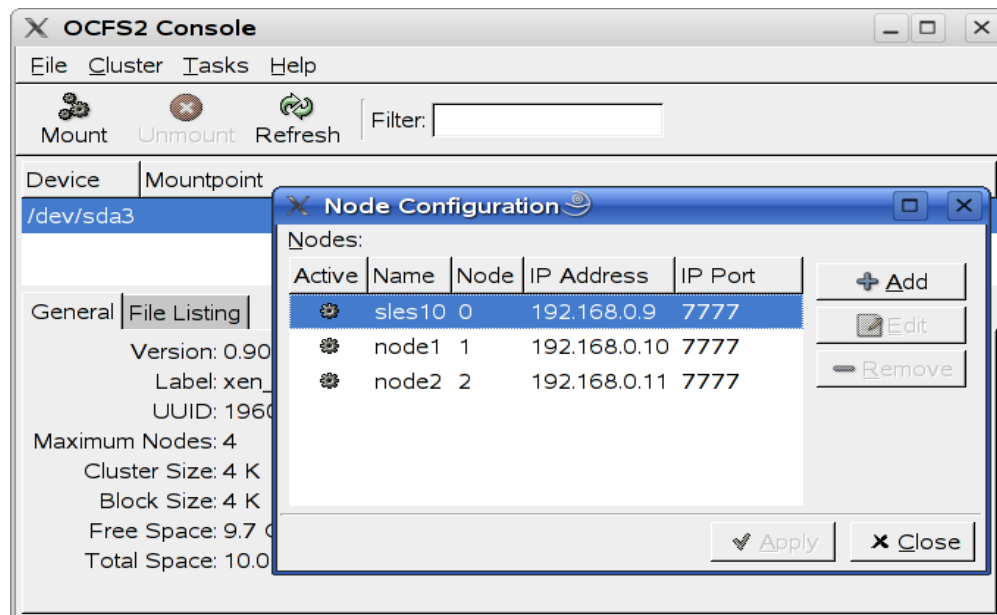 OCFS2 Console
File Cluster Tasks Help
Mount Unmount Refresh Filter:
Device Mountpoint
/dev/sda3
Node Configuration
Nodes:
Active Name Node IP Address IP Port
sles10 0 192.168.0.9 7777
node1 1 192.168.0.10 7777
node2 2 192.168.0.11 7777
Add
Edit
Remove
Apply Close
General File Listing
Version: 0.90
Label: xen_
UUID: 1960
Maximum Nodes: 4
Cluster Size: 4 K
Block Size: 4 K
Free Space: 9.7
Total Space: 10.0